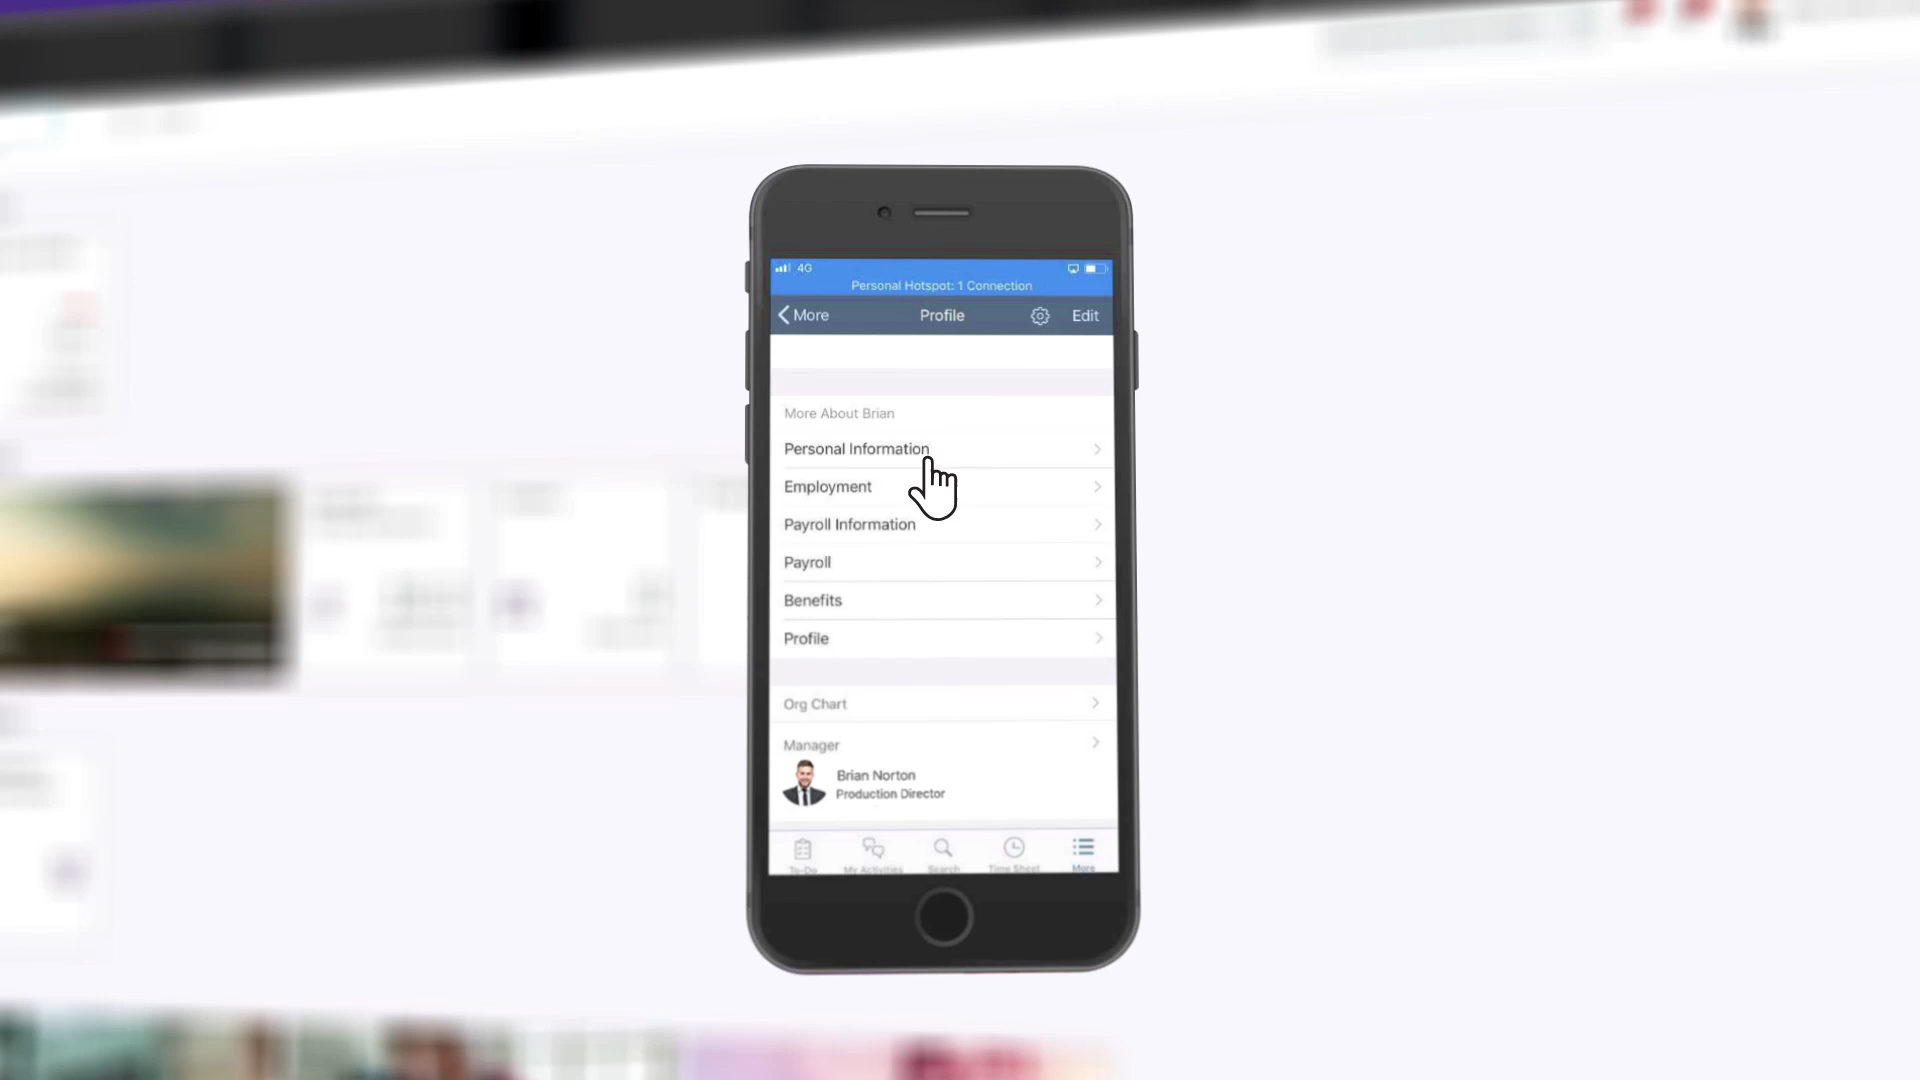 4G
Personal Hotspot: 1 Connection
More
Profile
Edit
More About Brian
Personal Information
Employment
Payroll Information
Payroll
Benefits
Profile
Org Chart
Manager
Brian Norton
Production Director
To-Do
My Activities
Search
Time Sheet
More